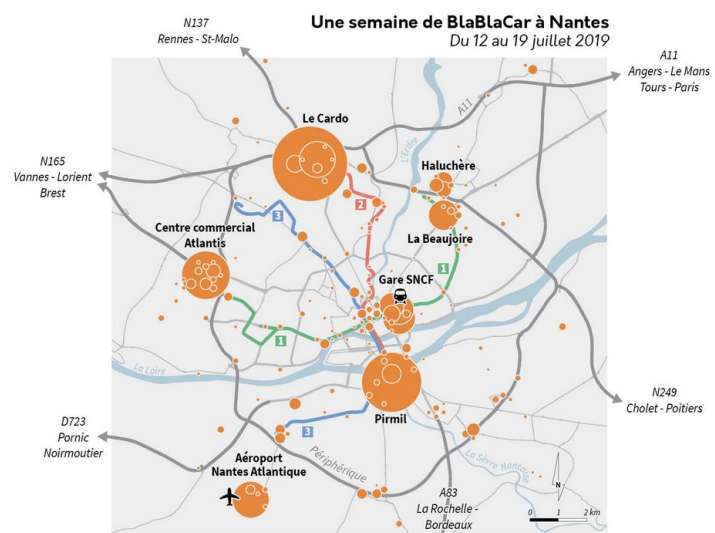 Une semaine de BlaBlaCar à Nantes
Du 12 au 19 juillet 2019
N137
Rennes - St-Malo
A11
Angers - Le Mans
Tours - Paris
A11
Le Cardo
L'Erdre
Haluchère
N165
Vannes - Lorient
Brest
2
3
Centre commercial
Atlantis
La Beaujoire
1
Gare SNCF
1
La Loire
N249
Cholet - Poitiers
Pirmil
D723
Pornic
Noirmoutier
3
Périphérique
La Sèvre Nantaise
Aéroport
Nantes Atlantique
N
A83
La Rochelle -
Bordeaux
0 1 2 km